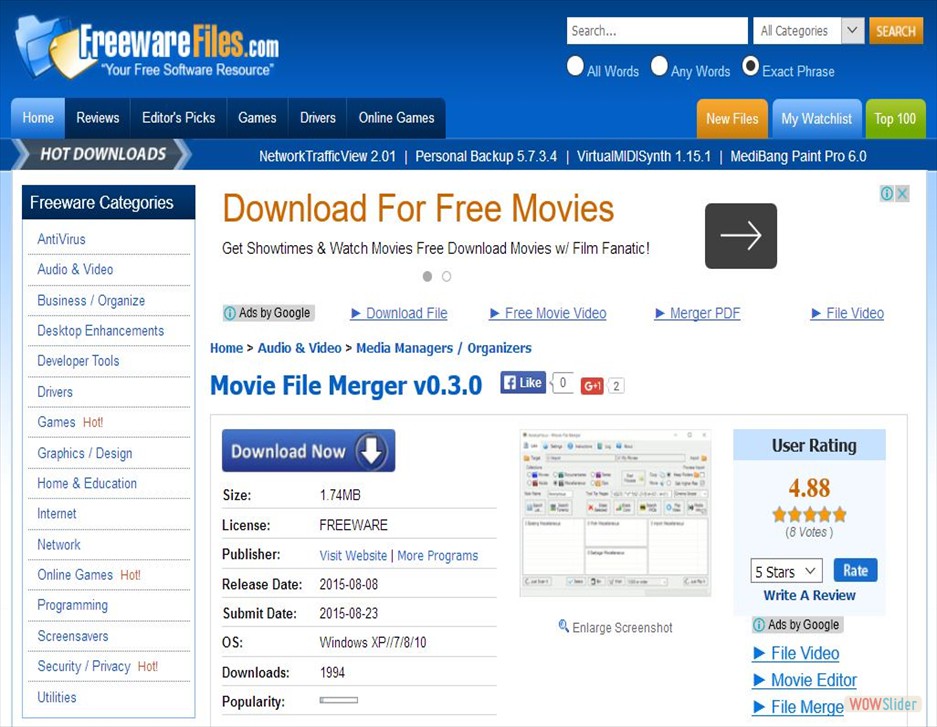 FreewareFiles.com
"Your Free Software Resource"
Search...
All Categories
SEARCH
All Words
Any Words
Exact Phrase
Home
Reviews
Editor's Picks
Games
Drivers
Online Games
New Files
My Watchlist
Top 100
HOT DOWNLOADS
NetworkTrafficView 2.01 | Personal Backup 5.7.3.4 | VirtualMIDISynth 1.15.1 | MediBang Paint Pro 6.0
Freeware Categories
AntiVirus
Audio & Video
Business / Organize
Desktop Enhancements
Developer Tools
Drivers
Games Hot!
Graphics / Design
Home & Education
Internet
Network
Online Games Hot!
Programming
Screensavers
Security / Privacy Hot!
Utilities
Download For Free Movies
Get Showtimes & Watch Movies Free Download Movies w/ Film Fanatic!
Ads by Google
Download File
Free Movie Video
Merger PDF
File Video
Home > Audio & Video > Media Managers / Organizers
Movie File Merger v0.3.0
Like
0
G+1
2
Download Now
Size: 1.74MB
License: FREEWARE
Publisher: Visit Website | More Programs
Release Date: 2015-08-08
Submit Date: 2015-08-23
OS: Windows XP//7/8/10
Downloads: 1994
Popularity:
Enlarge Screenshot
User Rating
4.88
(8 Votes )
5 Stars
Rate
Write A Review
Ads by Google
File Video
Movie Editor
File Merge
WOWSlider